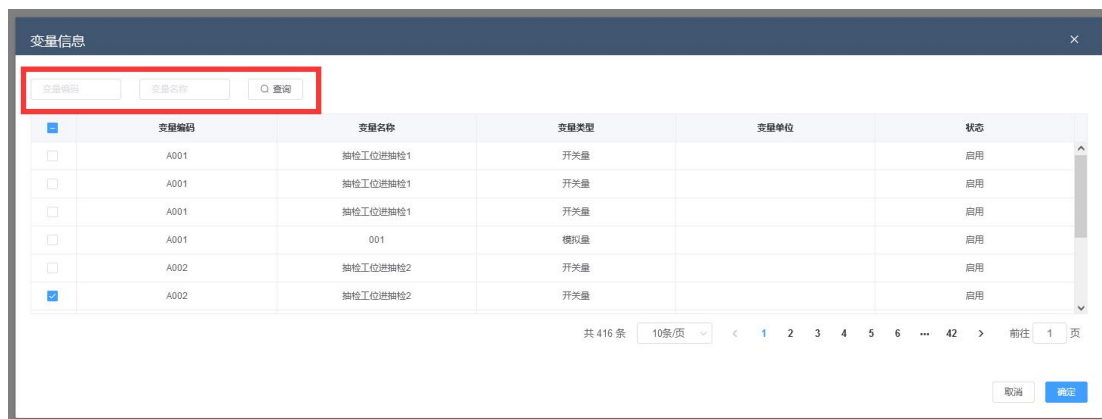 变量信息
变量编码 变量名称 查询
变量编码 变量名称 变量类型 变量单位 状态
A001 抽检工位进抽检1 开关量 启用
A001 抽检工位进抽检1 开关量 启用
A001 抽检工位进抽检1 开关量 启用
A001 001 模拟量 启用
A002 抽检工位进抽检2 开关量 启用
A002 抽检工位进抽检2 开关量 启用
共 416 条 10条/页 < 1 2 3 4 5 6 ••• 42 > 前往 1 页
取消 确定